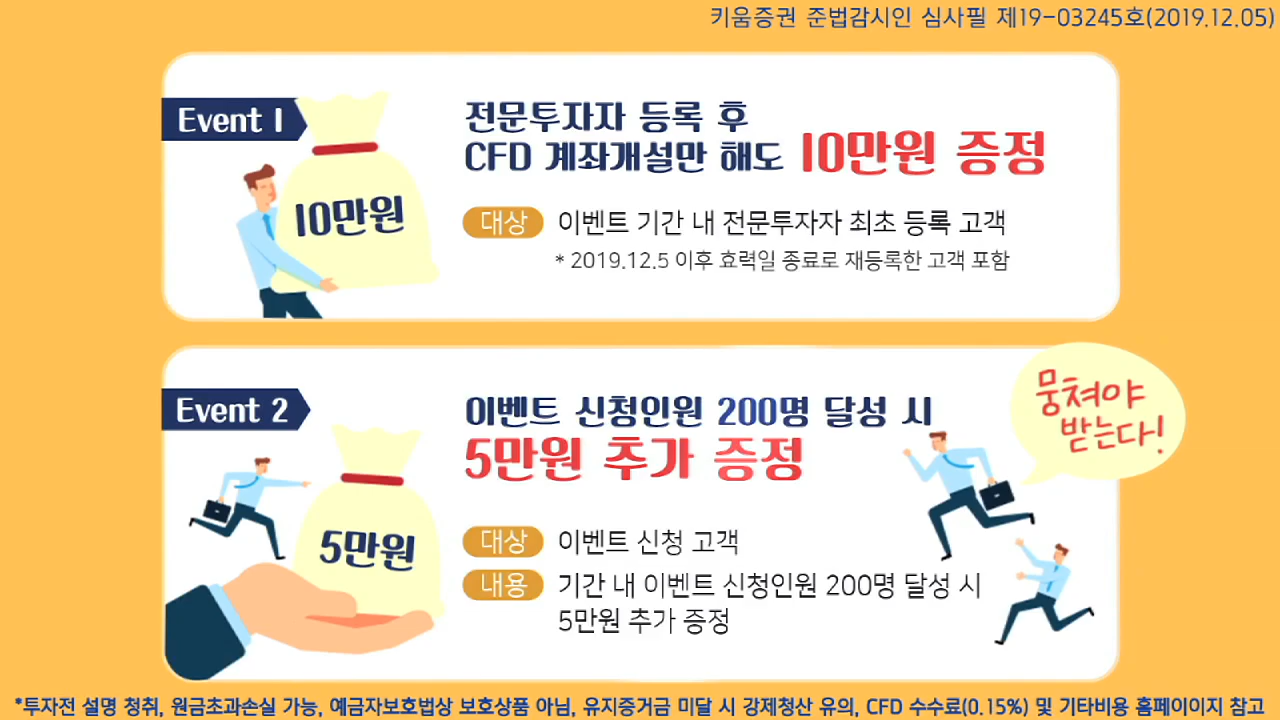 키움증권 준법감시인 심사필 제19-03245호(2019.12.05)
Event 1
10만원
전문투자자 등록 후
CFD 계좌개설만 해도 10만원 증정
대상 이벤트 기간 내 전문투자자 최초 등록 고객
* 2019.12.5 이후 효력일 종료로 재등록한 고객 포함
Event 2
5만원
이벤트 신청인원 200명 달성 시
5만원 추가 증정
뭉쳐야
받는다!
대상 이벤트 신청 고객
내용 기간 내 이벤트 신청인원 200명 달성 시
5만원 추가 증정
*투자전 설명 청취, 원금초과손실 가능, 예금자보호법상 보호상품 아님, 유지증거금 미달 시 강제청산 유의, CFD 수수료(0.15%) 및 기타비용 홈페이이지 참고